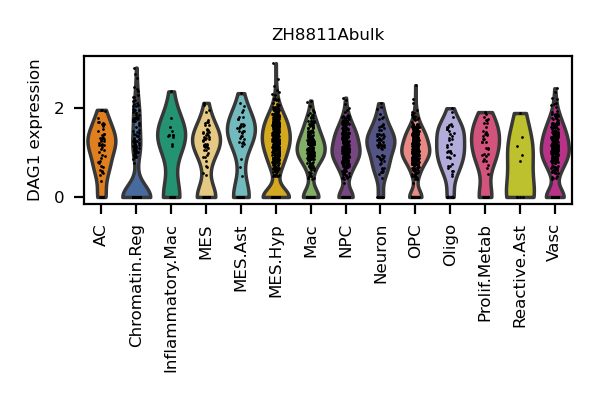 ZH8811Abulk
DAG1 expression
2
0
AC
Chromatin.Reg
Inflammatory.Mac
MES
MES.Ast
MES.Hyp
Mac
NPC
Neuron
OPC
Oligo
Prolif.Metab
Reactive.Ast
Vasc